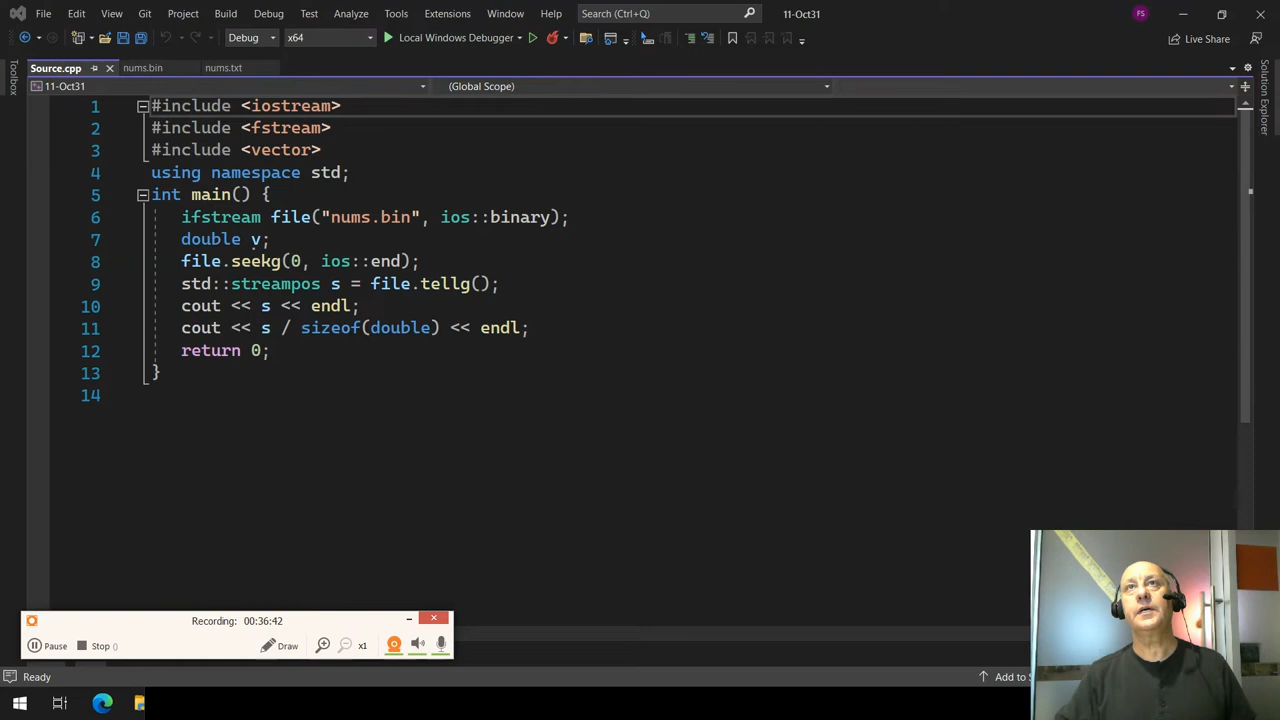 File Edit View Git Project Build Debug Test Analyze Tools Extensions Window Help Search (Ctrl+Q) 11-Oct31 FS
Debug x64 Local Windows Debugger Live Share
Source.cpp nums.bin nums.txt
11-Oct31 (Global Scope)
Toolbox
Solution Explorer
1 #include <iostream>
2 #include <fstream>
3 #include <vector>
4 using namespace std;
5 int main() {
6 ifstream file("nums.bin", ios::binary);
7 double v;
8 file.seekg(0, ios::end);
9 std::streampos s = file.tellg();
10 cout << s << endl;
11 cout << s / sizeof(double) << endl;
12 return 0;
13 }
14
Recording: 00:36:42
Pause Stop () Draw x1
Ready Add to S